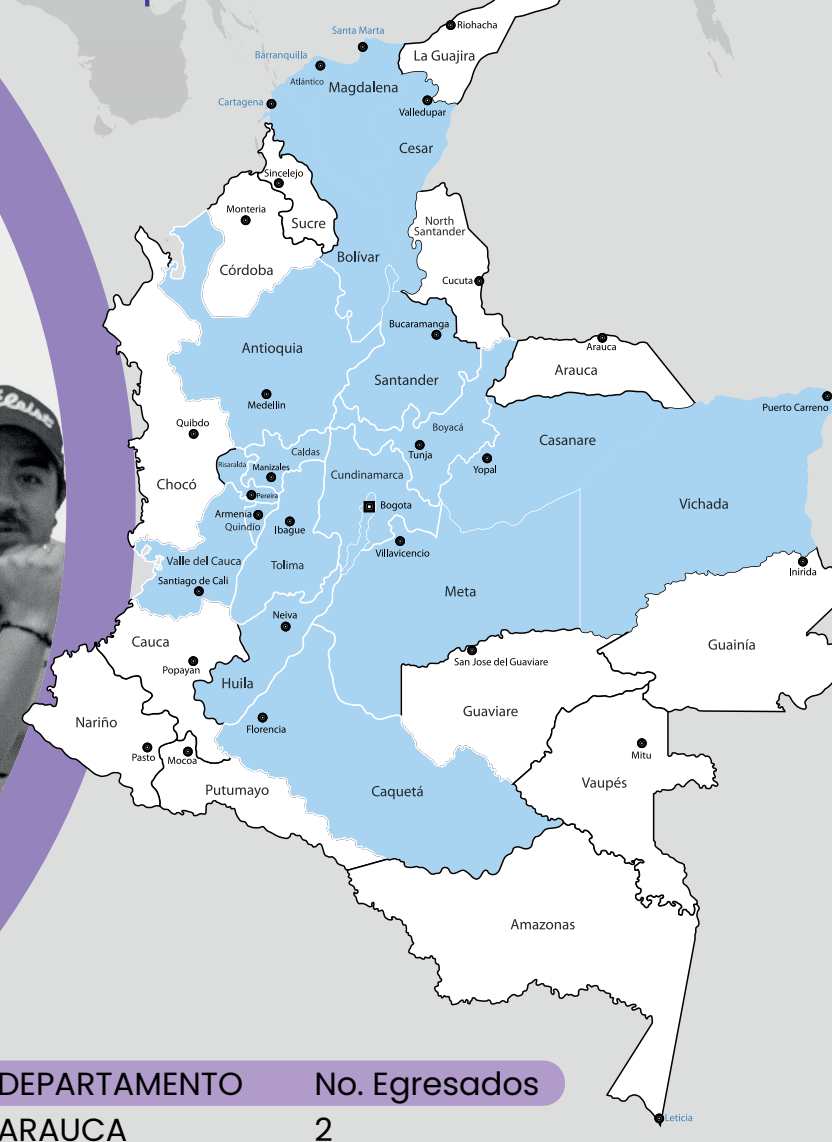 Riohacha
Santa Marta
La Guajira
Barranquilla
Atlántico
Magdalena
Cartagena
Valledupar
Cesar
Sincelejo
Monteria
Sucre
North
Santander
Córdoba
Bolívar
Cucuta
Bucaramanga
Antioquia
Arauca
Arauca
Santander
Medellin
Puerto Carreno
Quibdo
Boyacá
Casanare
Caldas
Tunja
Yopal
Risaralda
Manizales
Cundinamarca
Chocó
Pereira
Bogota
Vichada
Armenia
Quindío
Ibague
Villavicencio
Valle del Cauca
Tolima
Inirida
Santiago de Cali
Meta
Neiva
Cauca
Guainía
Popayan
San Jose del Guaviare
Huila
Guaviare
Nariño
Florencia
Pasto
Mocoa
Mitu
Putumayo
Caquetá
Vaupés
Amazonas
DEPARTAMENTO No. Egresados
ARAUCA 2
Leticia